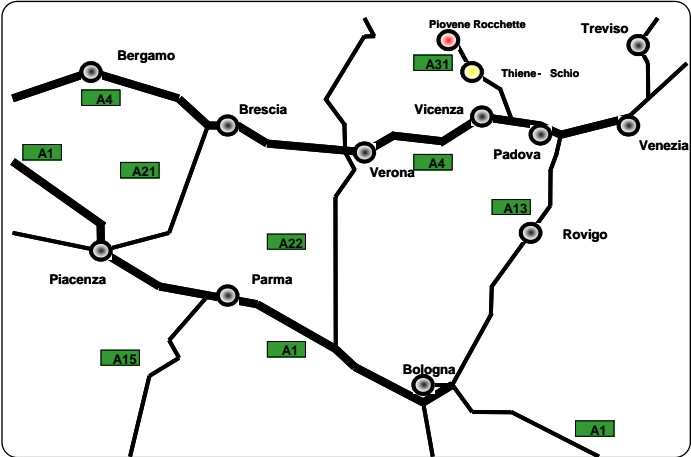 Piovene Rocchette
Treviso
Bergamo
A31
Thiene- Schio
A4
Brescia
Vicenza
A1
Padova
Venezia
A21
Verona
A4
A13
A22
Rovigo
Piacenza
Parma
A15
A1
Bologna
A1